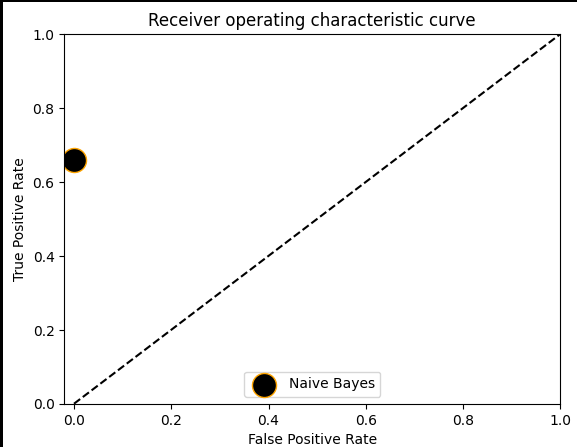 Receiver operating characteristic curve
1.0
0.8
0.6
0.4
0.2
0.0
True Positive Rate
Naive Bayes
0.0 0.2 0.4 0.6 0.8 1.0
False Positive Rate